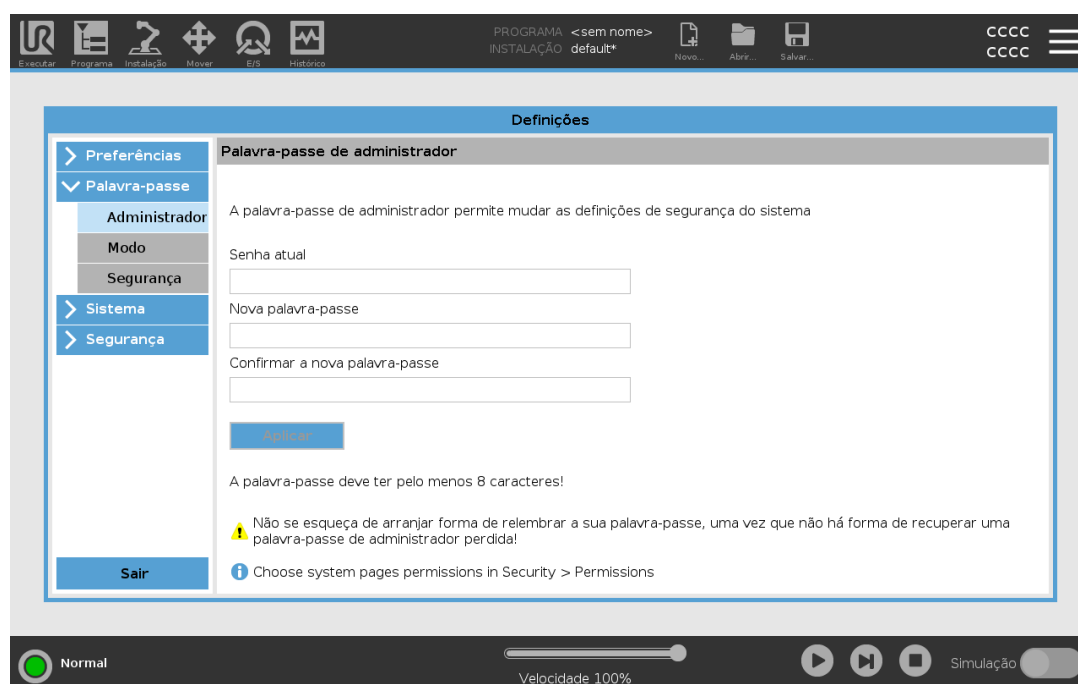 UR
PROGRAMA <sem nome>
INSTALAÇÃO default*
cccc
cccc
Executar Programa Instalação Mover E/S Histórico Novo... Abrir... Salvar...
Definições
Preferências
Palavra-passe
Administrador
Modo
Segurança
Sistema
Segurança
Sair
Palavra-passe de administrador
A palavra-passe de administrador permite mudar as definições de segurança do sistema
Senha atual
Nova palavra-passe
Confirmar a nova palavra-passe
Aplicar
A palavra-passe deve ter pelo menos 8 caracteres!
Não se esqueça de arranjar forma de relembrar a sua palavra-passe, uma vez que não há forma de recuperar uma
palavra-passe de administrador perdida!
Choose system pages permissions in Security > Permissions
Normal
Velocidade 100%
Simulação